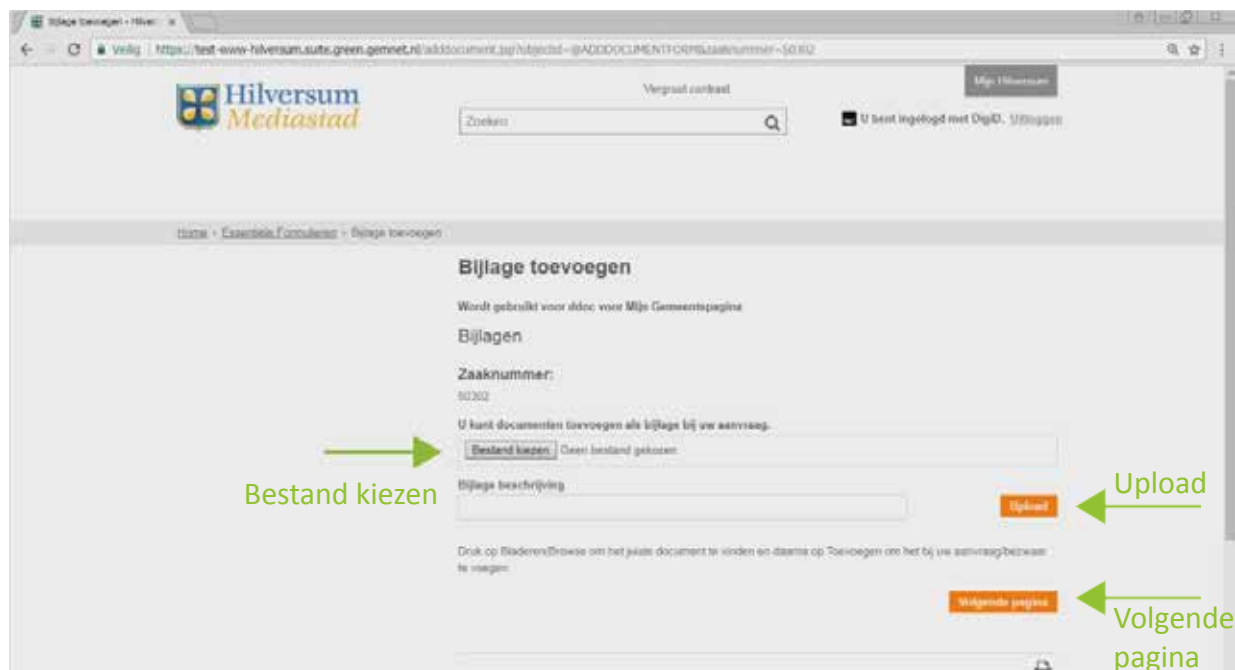 Bijlage toevoegen - Hilver
Veilig https://test-www-hilversum.suite.green.gemnet.nl/adddocument.jsp?objectid=@ADDDOCUMENTFORM&zaaknummer=50302
Hilversum
Mediastad
Vergroot contrast
Mijn Hilversum
Zoeken
U bent ingelogd met DigiD. Uitloggen
Home > Essentiele Formulieren > Bijlage toevoegen
Bijlage toevoegen
Wordt gebruikt voor ddoc voor Mijn Gemeentepagina
Bijlagen
Zaaknummer:
50302
U kunt documenten toevoegen als bijlage bij uw aanvraag.
Bestand kiezen Geen bestand gekozen
Bestand kiezen
Bijlage beschrijving
Upload
Upload
Druk op Bladeren/Browse om het juiste document te vinden en daarna op Toevoegen om het bij uw aanvraag/bezwaar
te voegen
Volgende pagina
Volgende
pagina